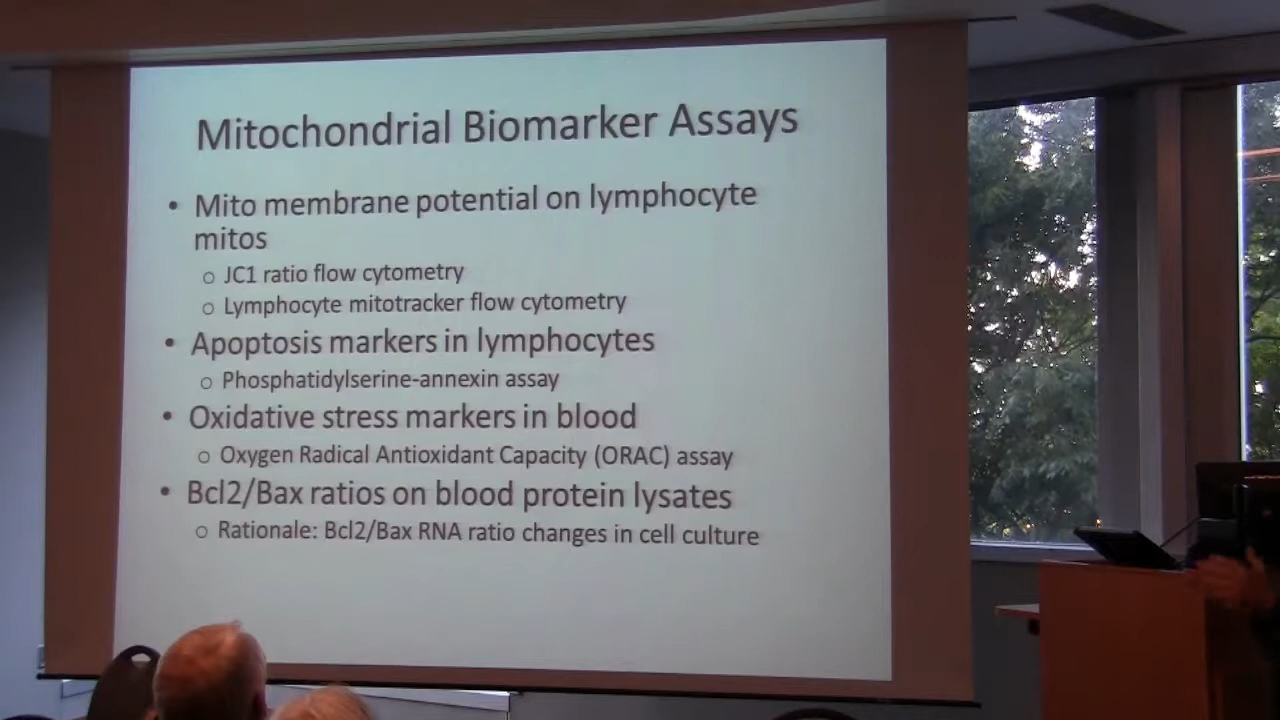 Mitochondrial Biomarker Assays
• Mito membrane potential on lymphocyte
mitos
○ JC1 ratio flow cytometry
○ Lymphocyte mitotracker flow cytometry
• Apoptosis markers in lymphocytes
○ Phosphatidylserine-annexin assay
• Oxidative stress markers in blood
○ Oxygen Radical Antioxidant Capacity (ORAC) assay
• Bcl2/Bax ratios on blood protein lysates
○ Rationale: Bcl2/Bax RNA ratio changes in cell culture